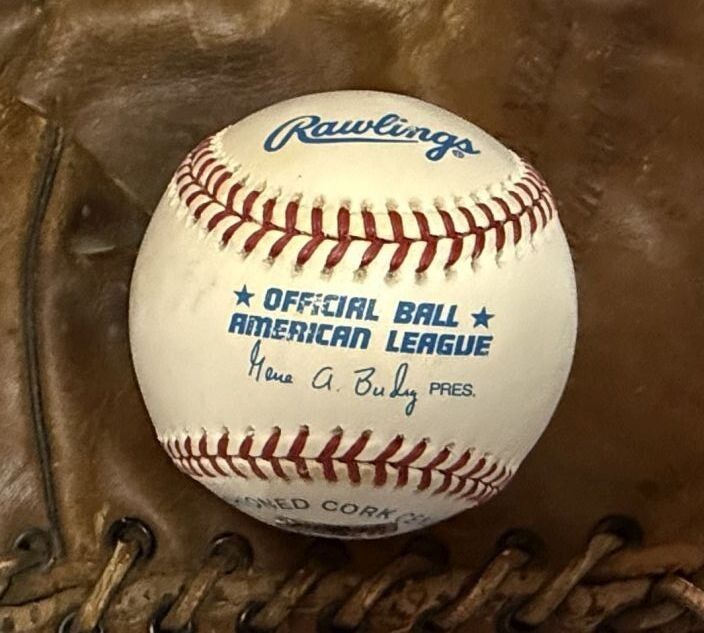 Rawlings®
★ OFFICIAL BALL ★
AMERICAN LEAGUE
Gene A. Budig PRES.
CORK